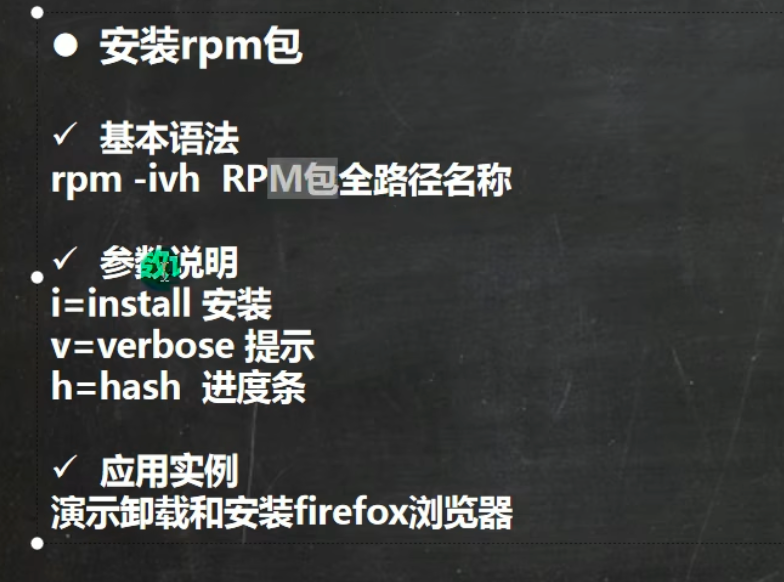 ● 安装rpm包
✓ 基本语法
rpm -ivh RPM包全路径名称
✓ 参数说明
i=install 安装
v=verbose 提示
h=hash 进度条
✓ 应用实例
演示卸载和安装firefox浏览器